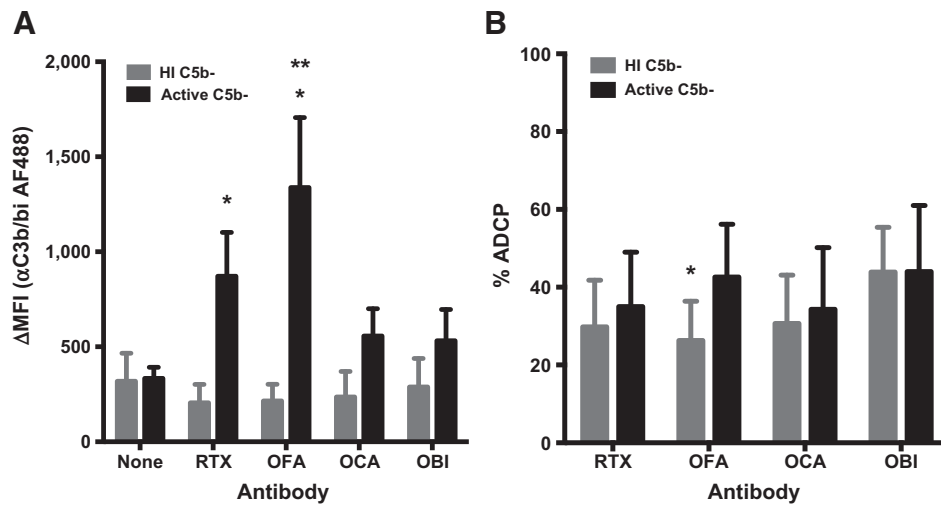 A
2,000
1,500
1,000
500
0
ΔMFI (αC3b/bi AF488)
HI C5b-
Active C5b-
*
**
*
None RTX OFA OCA OBI
Antibody
B
100
80
60
40
20
0
% ADCP
HI C5b-
Active C5b-
*
RTX OFA OCA OBI
Antibody